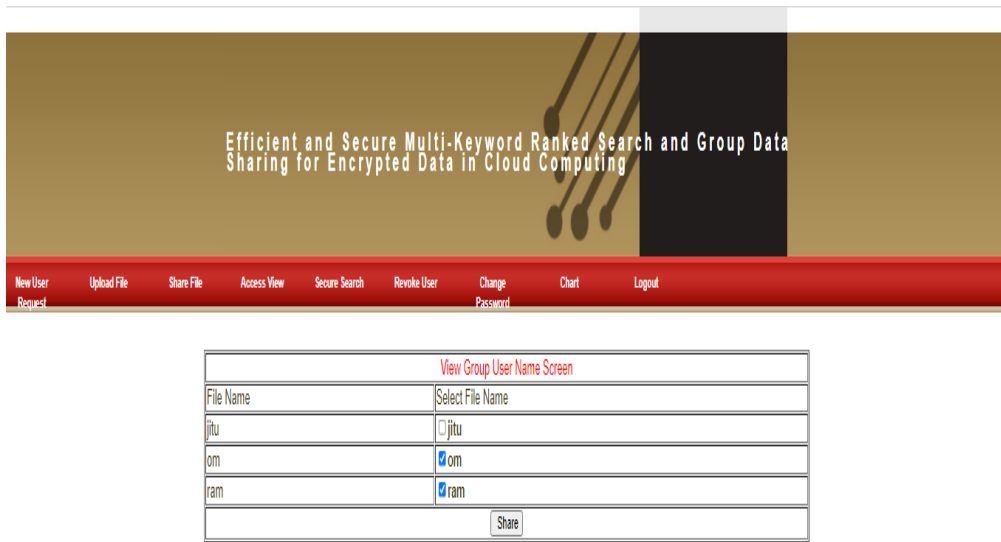 Efficient and Secure Multi-Keyword Ranked Search and Group Data
Sharing for Encrypted Data in Cloud Computing
New User Request
Upload File
Share File
Access View
Secure Search
Revoke User
Change Password
Chart
Logout
View Group User Name Screen
File Name Select File Name
jitu jitu
om om
ram ram
Share